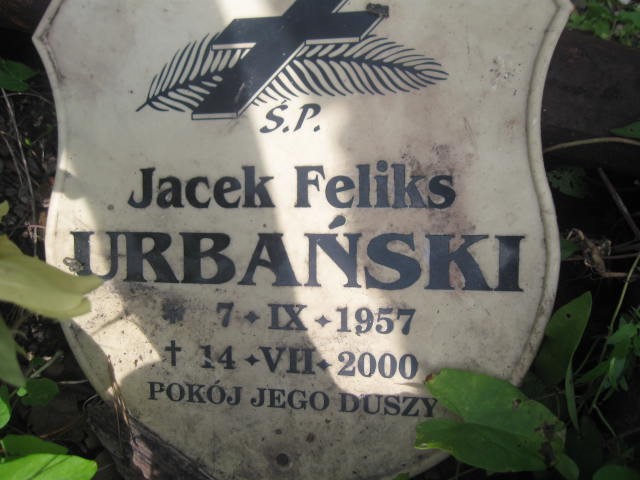 Ś.P.
Jacek Feliks
URBAŃSKI
* 7 ✦ IX ✦ 1957
† 14 ✦ VII ✦ 2000
POKÓJ JEGO DUSZY